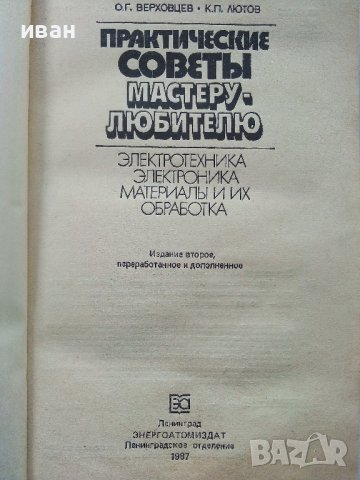 иван
О.Г. ВЕРХОВЦЕВ · К.П. ЛЮТОВ
ПРАКТИЧЕСКИЕ
СОВЕТЫ
МАСТЕРУ-
ЛЮБИТЕЛЮ
ЭЛЕКТРОТЕХНИКА
ЭЛЕКТРОНИКА
МАТЕРИАЛЫ И ИХ
ОБРАБОТКА
Издание второе,
переработанное и дополненное
Ленинград
ЭНЕРГОАТОМИЗДАТ
Ленинградское отделение
1987
BAZAR.bg